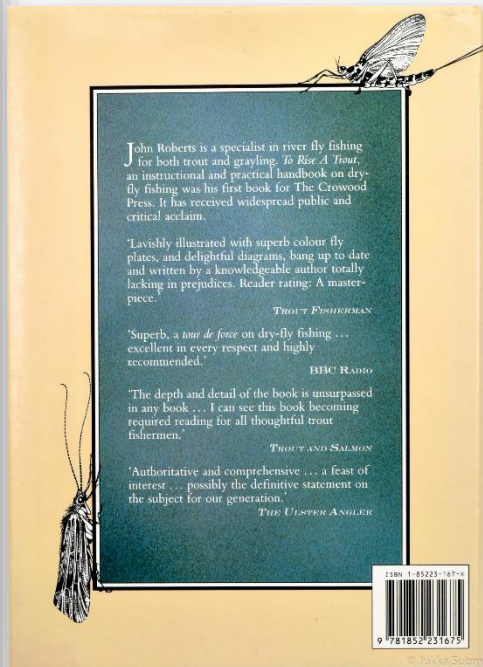 John Roberts is a specialist in river fly fishing
for both trout and grayling. To Rise A Trout,
an instructional and practical handbook on dry-
fly fishing was his first book for The Crowood
Press. It has received widespread public and
critical acclaim.
'Lavishly illustrated with superb colour fly
plates, and delightful diagrams, bang up to date
and written by a knowledgeable author totally
lacking in prejudices. Reader rating: A master-
piece.'
TROUT FISHERMAN
'Superb, a tour de force on dry-fly fishing ...
excellent in every respect and highly
recommended.'
BBC RADIO
'The depth and detail of the book is unsurpassed
in any book ... I can see this book becoming
required reading for all thoughtful trout
fishermen.'
TROUT AND SALMON
'Authoritative and comprehensive ... a feast of
interest ... possibly the definitive statement on
the subject for our generation.'
THE ULSTER ANGLER
ISBN 1-85223-167-X
9 781852 231675
© Jukka